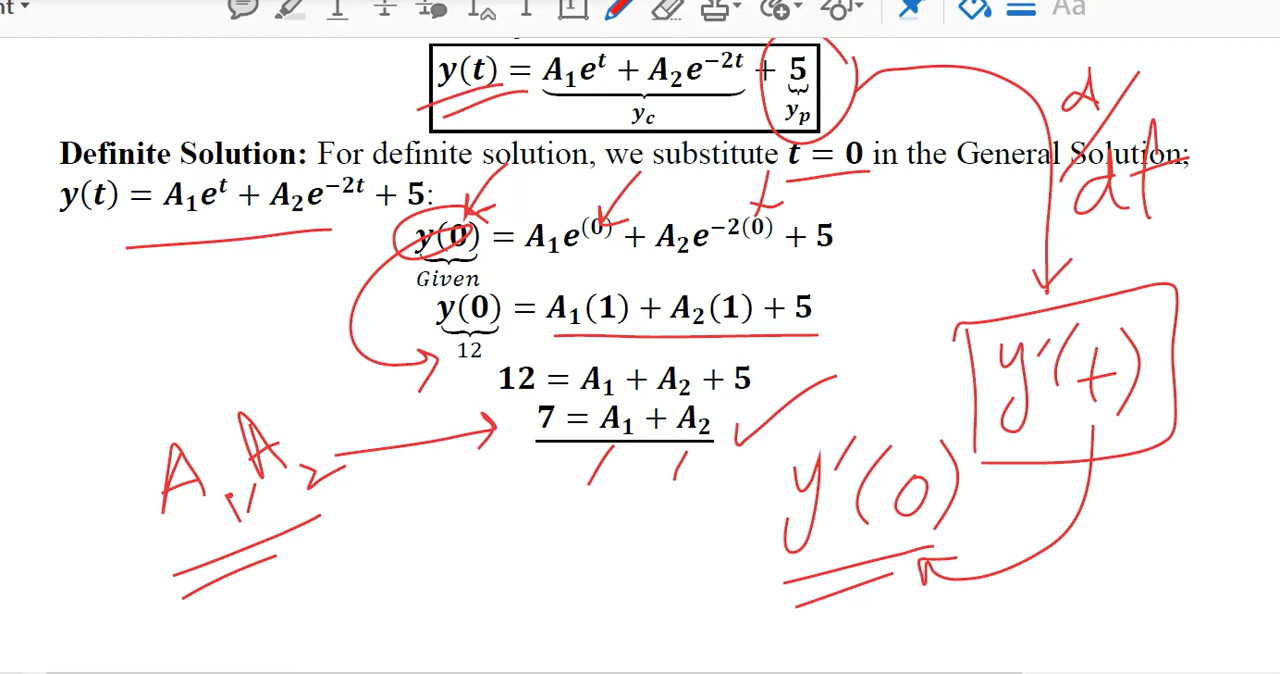 nt
Aa
y(t) = A₁eᵗ + A₂e⁻²ᵗ + 5
y_c y_p
Definite Solution: For definite solution, we substitute t = 0 in the General Solution;
y(t) = A₁eᵗ + A₂e⁻²ᵗ + 5:
y(0) = A₁e⁽⁰⁾ + A₂e⁻²⁽⁰⁾ + 5
Given
y(0) = A₁(1) + A₂(1) + 5
12
12 = A₁ + A₂ + 5
7 = A₁ + A₂
A₁, A₂
d/dt
y'(t)
y'(0)